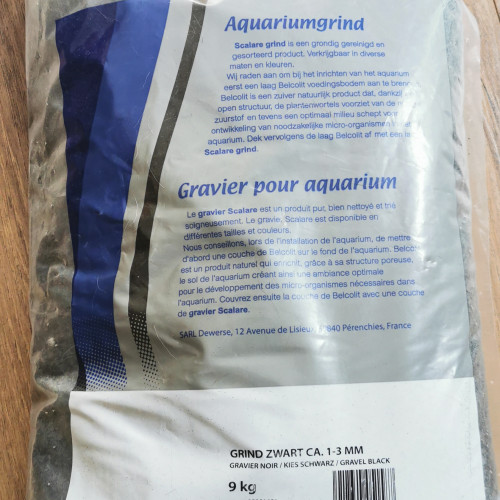 Aquariumgrind
Scalare grind is een grondig gereinigd en
gesorteerd product. Verkrijgbaar in diverse
maten en kleuren.
Wij raden aan om bij het inrichten van het aquarium
eerst een laag Belcolit voedingsbodem aan te
Belcolit is een zuiver natuurlijk product dat, dankzij
open structuur, de plantenwortels voorziet van de
zuurstof en tevens een optimaal milieu schept voor
ontwikkeling van noodzakelijke micro-organismen
aquarium. Dek vervolgens de laag Belcolit af met een
Scalare grind.
Gravier pour aquarium
Le gravier Scalare est un produit pur, bien nettoyé et trié
soigneusement. Le gravier Scalare est disponible en
différentes tailles et couleurs.
Nous conseillons, lors de l'installation de l'aquarium, de mettre
d'abord une couche de Belcolit sur le fond de l'aquarium.
est un produit naturel qui enrichit, grâce à sa structure poreuse,
le sol de l'aquarium créant ainsi une ambiance optimale
pour le développement des micro-organismes nécessaires dans
l'aquarium. Couvrez ensuite la couche de Belcolit avec une couche
de gravier Scalare.
SARL Dewerse, 12 Avenue de Lisieux, 59840 Pérenchies, France
GRIND ZWART CA. 1-3 MM
GRAVIER NOIR / KIES SCHWARZ / GRAVEL BLACK
9 kg